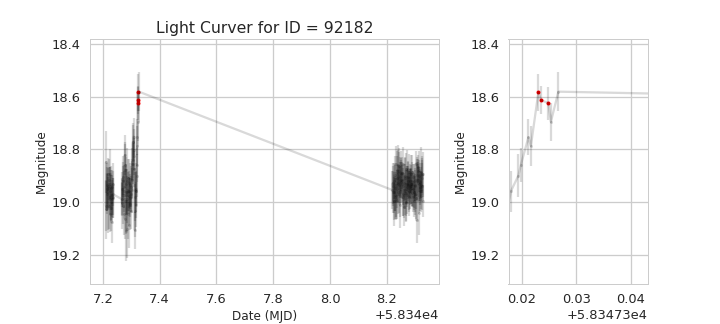 Light Curver for ID = 92182
18.4
18.6
18.8
19.0
19.2
Magnitude
7.2 7.4 7.6 7.8 8.0 8.2
Date (MJD)
+5.834e4
18.4
18.6
18.8
19.0
19.2
Magnitude
0.02 0.03 0.04
+5.83473e4